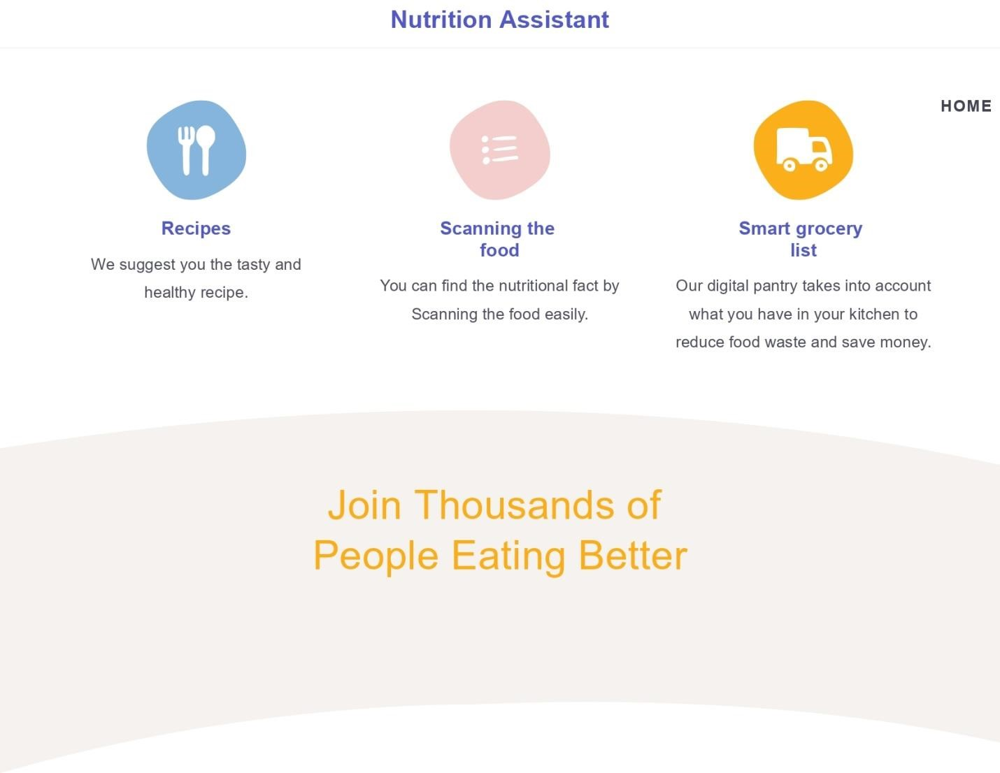 Nutrition Assistant
HOME
Recipes
We suggest you the tasty and
healthy recipe.
Scanning the
food
You can find the nutritional fact by
Scanning the food easily.
Smart grocery
list
Our digital pantry takes into account
what you have in your kitchen to
reduce food waste and save money.
Join Thousands of
People Eating Better